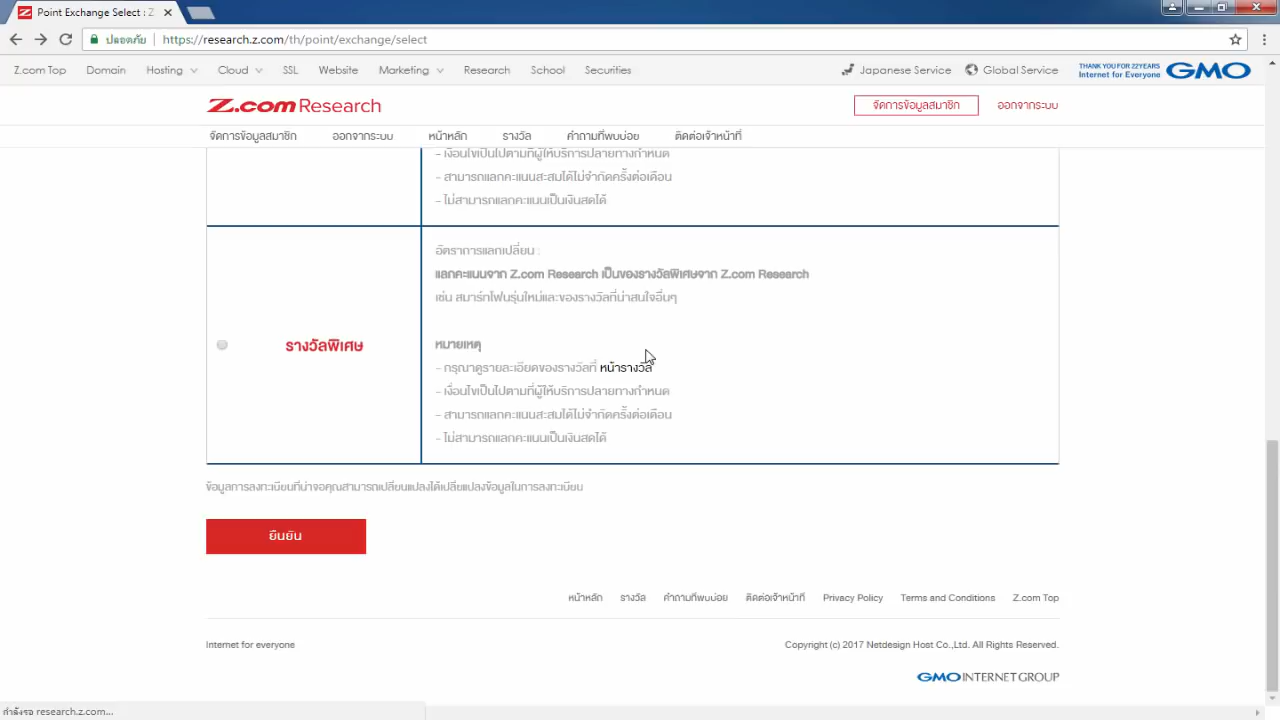 Point Exchange Select : Z
ปลอดภัย https://research.z.com/th/point/exchange/select
Z.com Top Domain Hosting Cloud SSL Website Marketing Research School Securities Japanese Service Global Service THANK YOU FOR 22YEARS Internet for Everyone GMO
Z.com Research จัดการข้อมูลสมาชิก ออกจากระบบ
จัดการข้อมูลสมาชิก ออกจากระบบ หน้าหลัก รางวัล คำถามที่พบบ่อย ติดต่อเจ้าหน้าที่
- เงื่อนไขเป็นไปตามที่ผู้ให้บริการปลายทางกำหนด
- สามารถแลกคะแนนสะสมได้ไม่จำกัดครั้งต่อเดือน
- ไม่สามารถแลกคะแนนเป็นเงินสดได้
อัตราการแลกเปลี่ยน :
แลกคะแนนจาก Z.com Research เป็นของรางวัลพิเศษจาก Z.com Research
เช่น สมาร์ทโฟนรุ่นใหม่และของรางวัลที่น่าสนใจอื่นๆ
รางวัลพิเศษ
หมายเหตุ
- กรุณาดูรายละเอียดของรางวัลที่ หน้ารางวัล
- เงื่อนไขเป็นไปตามที่ผู้ให้บริการปลายทางกำหนด
- สามารถแลกคะแนนสะสมได้ไม่จำกัดครั้งต่อเดือน
- ไม่สามารถแลกคะแนนเป็นเงินสดได้
ข้อมูลการลงทะเบียนที่น่าจอคุณสามารถเปลี่ยนแปลงได้เปลี่ยแปลงข้อมูลในการลงทะเบียน
ยืนยัน
หน้าหลัก รางวัล คำถามที่พบบ่อย ติดต่อเจ้าหน้าที่ Privacy Policy Terms and Conditions Z.com Top
Internet for everyone Copyright (c) 2017 Netdesign Host Co.,Ltd. All Rights Reserved.
GMO INTERNET GROUP
กำลังรอ research.z.com...